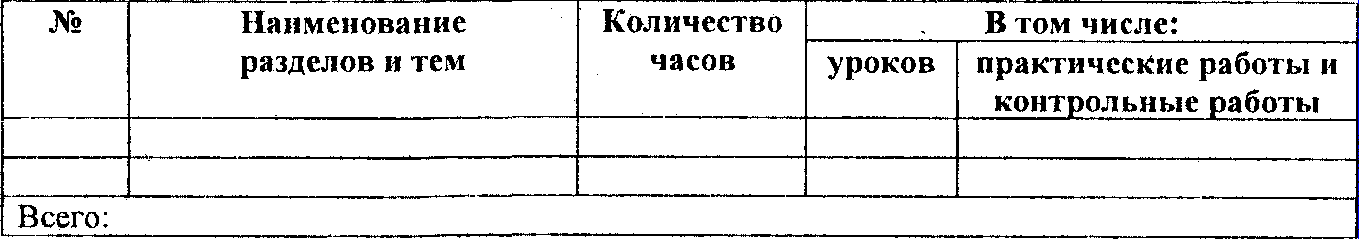 №
Наименование
разделов и тем
Количество
часов
В том числе:
уроков
практические работы и
контрольные работы
Всего: